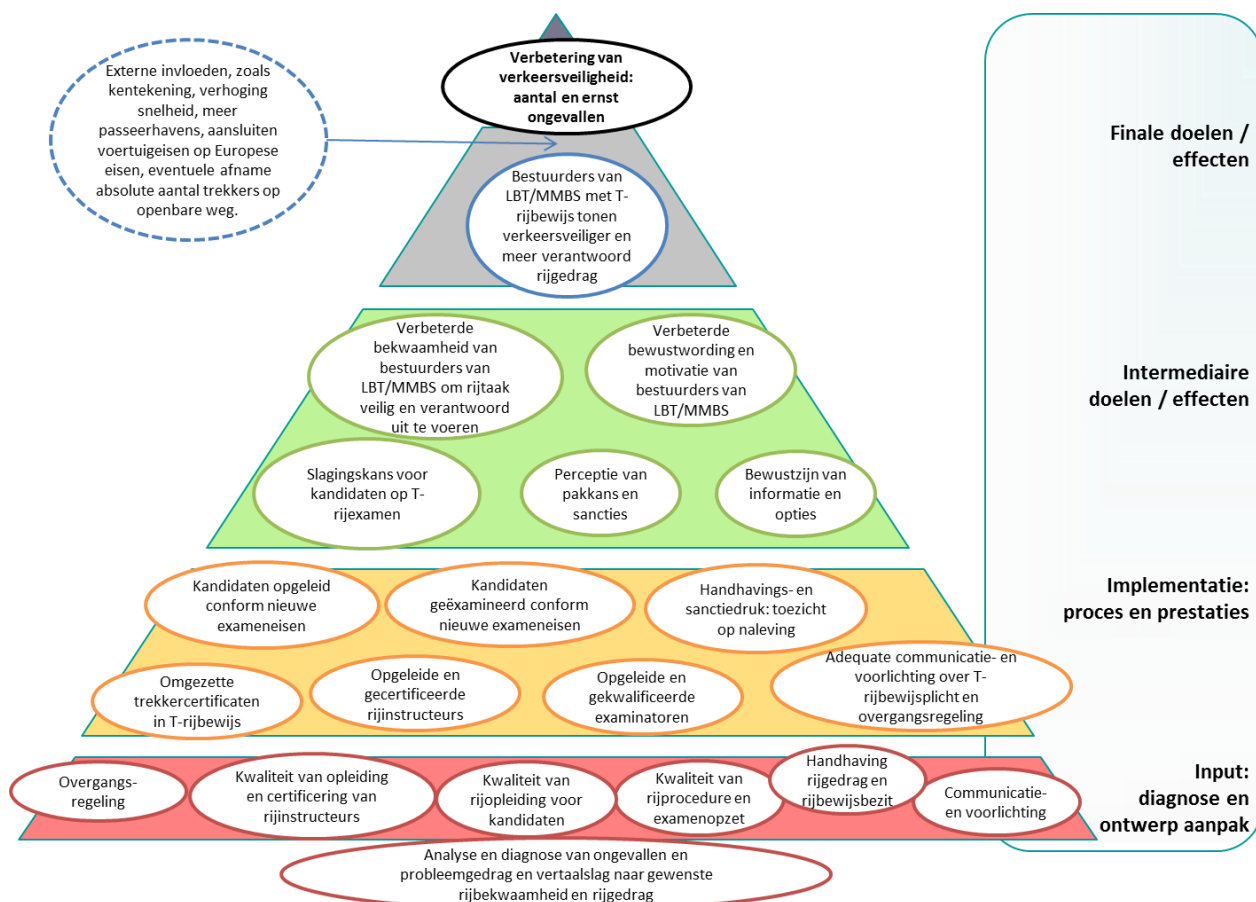 Verbetering van
verkeersveiligheid:
aantal en ernst
ongevallen
Externe invloeden, zoals
kentekening, verhoging
snelheid, meer
passeerhavens, aansluiten
voertuigeisen op Europese
eisen, eventuele afname
absolute aantal trekkers op
openbare weg.
Finale doelen /
effecten
Bestuurders van
LBT/MMBS met T-
rijbewijs tonen
verkeersveiliger en
meer verantwoord
rijgedrag
Verbeterde
bekwaamheid van
bestuurders van
LBT/MMBS om rijtaak
veilig en verantwoord
uit te voeren
Verbeterde
bewustwording en
motivatie van
bestuurders van
LBT/MMBS
Intermediaire
doelen / effecten
Slagingskans voor
kandidaten op T-
rijexamen
Perceptie van
pakkans en
sancties
Bewustzijn van
informatie en
opties
Kandidaten opgeleid
conform nieuwe
exameneisen
Kandidaten
geëxamineerd conform
nieuwe exameneisen
Handhavings- en
sanctiedruk: toezicht
op naleving
Implementatie:
proces en prestaties
Omgezette
trekkercertificaten
in T-rijbewijs
Opgeleide en
gecertificeerde
rijinstructeurs
Opgeleide en
gekwalificeerde
examinatoren
Adequate communicatie- en
voorlichting over T-
rijbewijsplicht en
overgangsregeling
Overgangs-
regeling
Kwaliteit van opleiding
en certificering van
rijinstructeurs
Kwaliteit van
rijopleiding voor
kandidaten
Kwaliteit van
rijprocedure en
examenopzet
Handhaving
rijgedrag en
rijbewijsbezit
Communicatie-
en voorlichting
Input:
diagnose en
ontwerp aanpak
Analyse en diagnose van ongevallen en
probleemgedrag en vertaalslag naar gewenste
rijbekwaamheid en rijgedrag